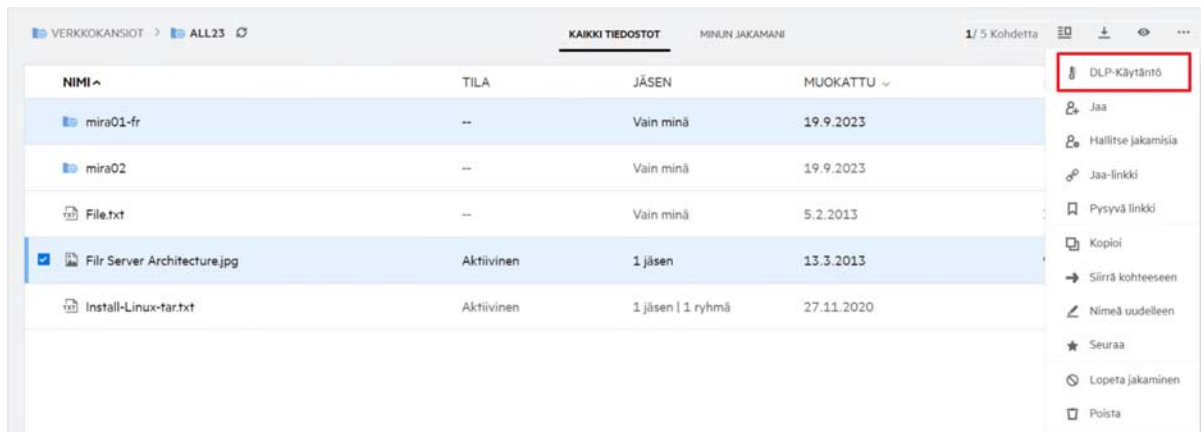 VERKKOKANSIOT > ALL23 KAIKKI TIEDOSTOT MINUN JAKAMANI 1/ 5 Kohdetta ...
NIMI TILA JÄSEN MUOKATTU DLP-Käytäntö
mira01-fr -- Vain minä 19.9.2023 Jaa
Hallitse jakamisia
mira02 -- Vain minä 19.9.2023 Jaa-linkki
TXT File.txt -- Vain minä 5.2.2013 Pysyvä linkki
Kopioi
Filr Server Architecture.jpg Aktiivinen 1 jäsen 13.3.2013 Siirrä kohteeseen
TXT Install-Linux-tar.txt Aktiivinen 1 jäsen | 1 ryhmä 27.11.2020 Nimeä uudelleen
Seuraa
Lopeta jakaminen
Poista